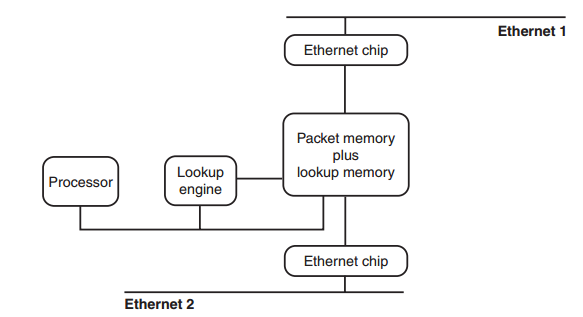 Ethernet 1
Ethernet chip
Packet memory
plus
lookup memory
Processor
Lookup
engine
Ethernet chip
Ethernet 2